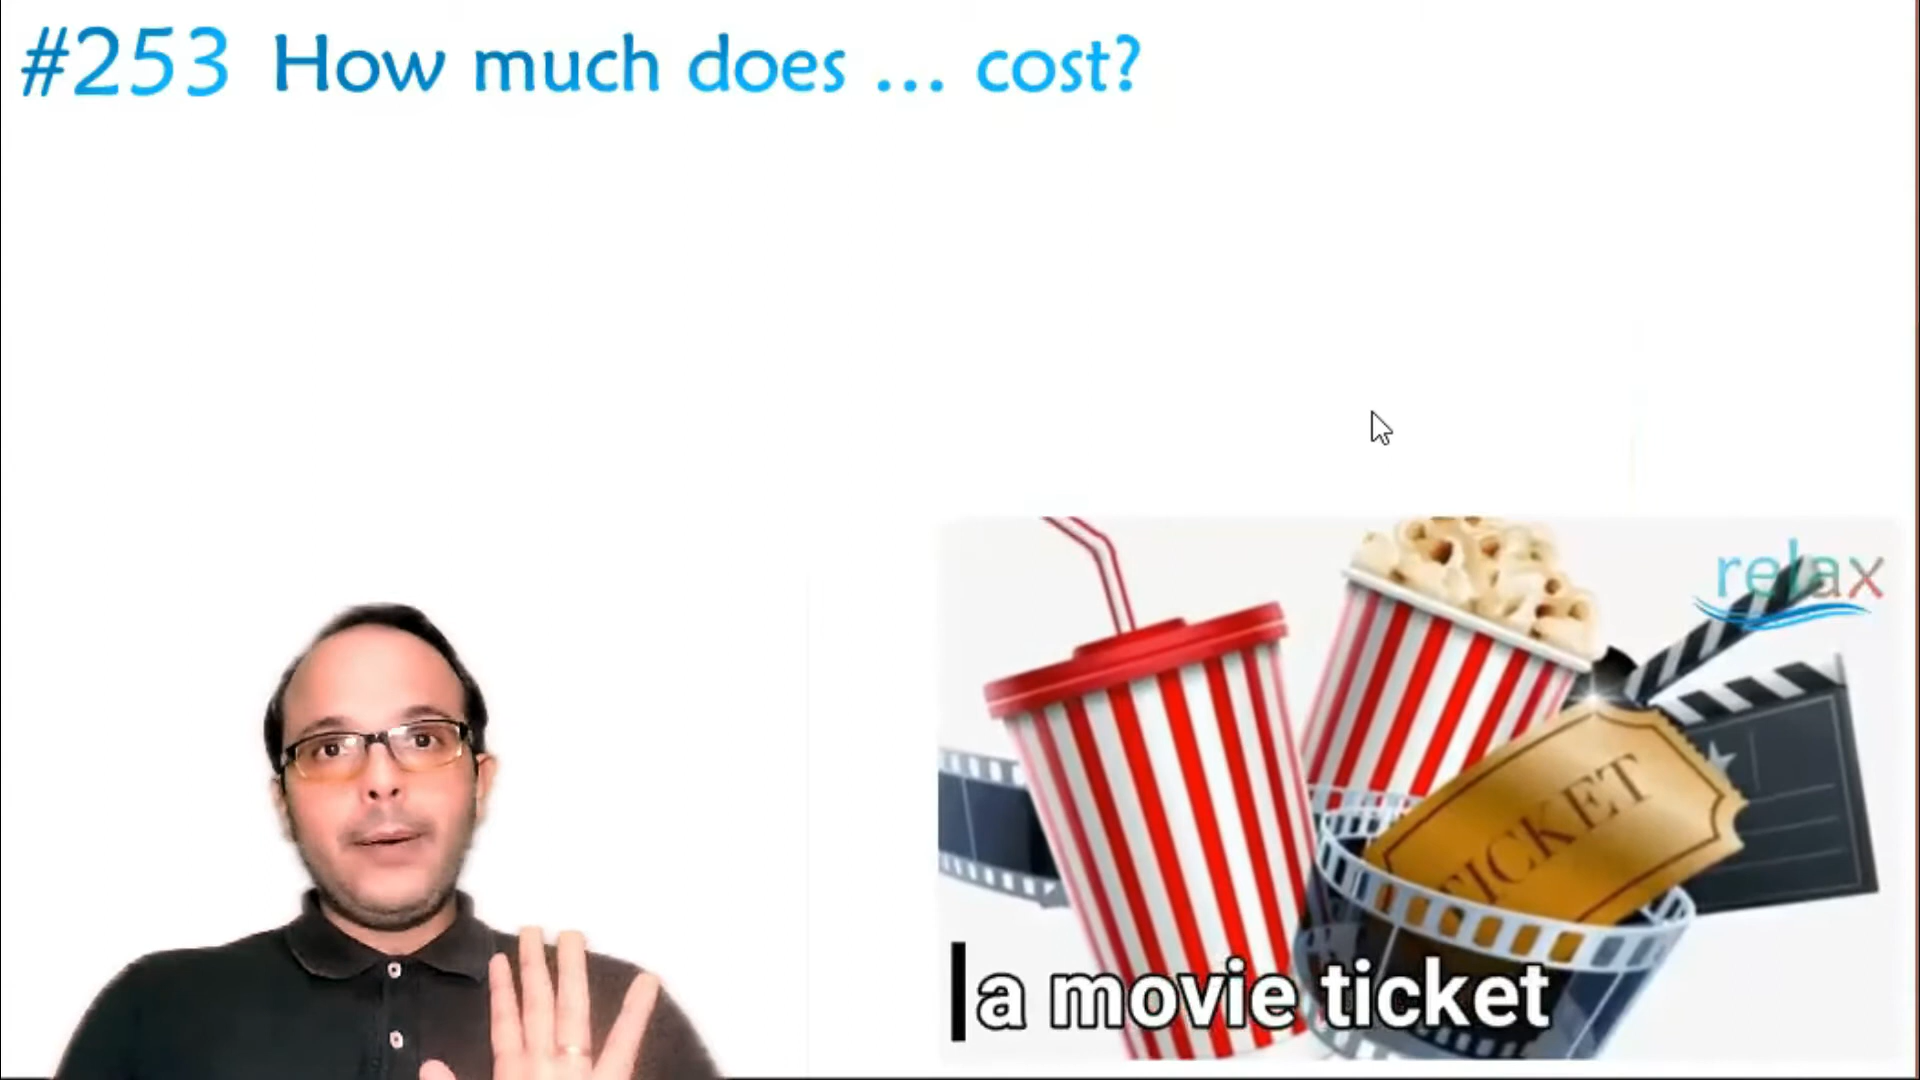 #253 How much does ... cost?
relax
TICKET
a movie ticket